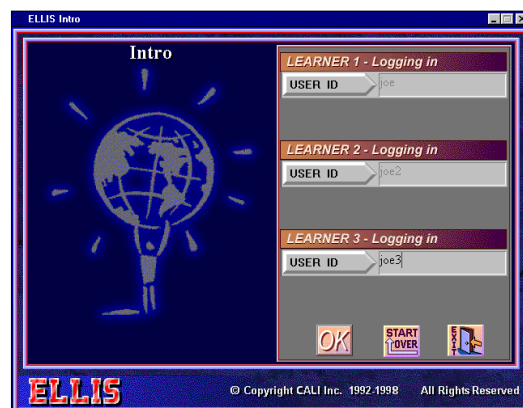 ELLIS Intro
Intro
LEARNER 1 - Logging in
USER ID joe
LEARNER 2 - Logging in
USER ID joe2
LEARNER 3 - Logging in
USER ID joe3
OK START OVER EXIT
ELLIS © Copyright CALI Inc. 1992-1998 All Rights Reserved